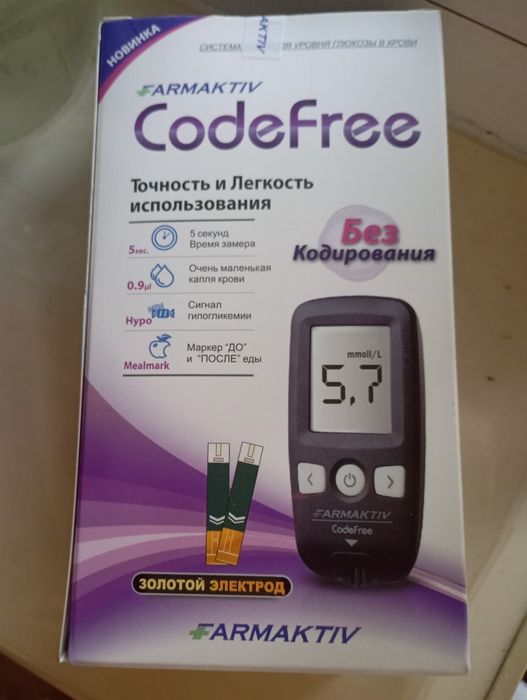 НОВИНКА
FARMAKTIV
СИСТЕМА УРОВНЯ ГЛЮКОЗЫ В КРОВИ
FARMAKTIV
CodeFree
Точность и Легкость
использования
5sec.
5 секунд
Время замера
0.9µl
Очень маленькая
капля крови
Hypo
Сигнал
гипогликемии
Mealmark
Маркер "ДО"
и "ПОСЛЕ" еды
Без
Кодирования
mmoll/L
5,7
FARMAKTIV
CodeFree
ЗОЛОТОЙ ЭЛЕКТРОД
FARMAKTIV